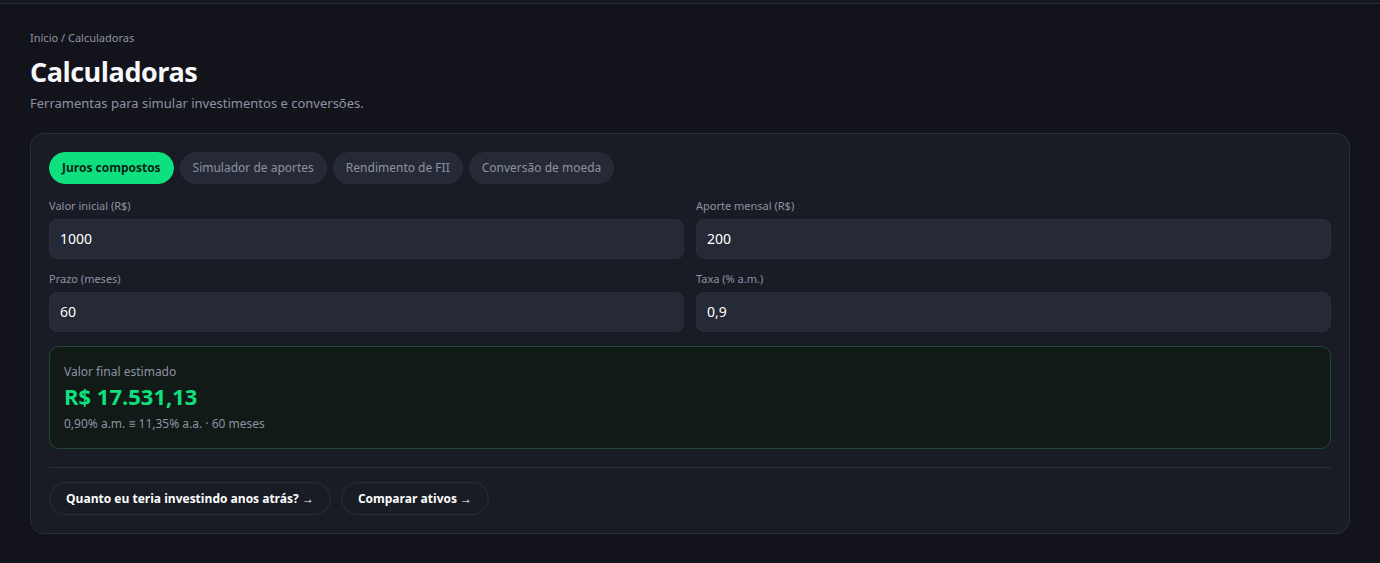 Início / Calculadoras
Calculadoras
Ferramentas para simular investimentos e conversões.
Juros compostos Simulador de aportes Rendimento de FII Conversão de moeda
Valor inicial (R$) Aporte mensal (R$)
1000 200
Prazo (meses) Taxa (% a.m.)
60 0,9
Valor final estimado
R$ 17.531,13
0,90% a.m. ≡ 11,35% a.a. · 60 meses
Quanto eu teria investindo anos atrás? → Comparar ativos →